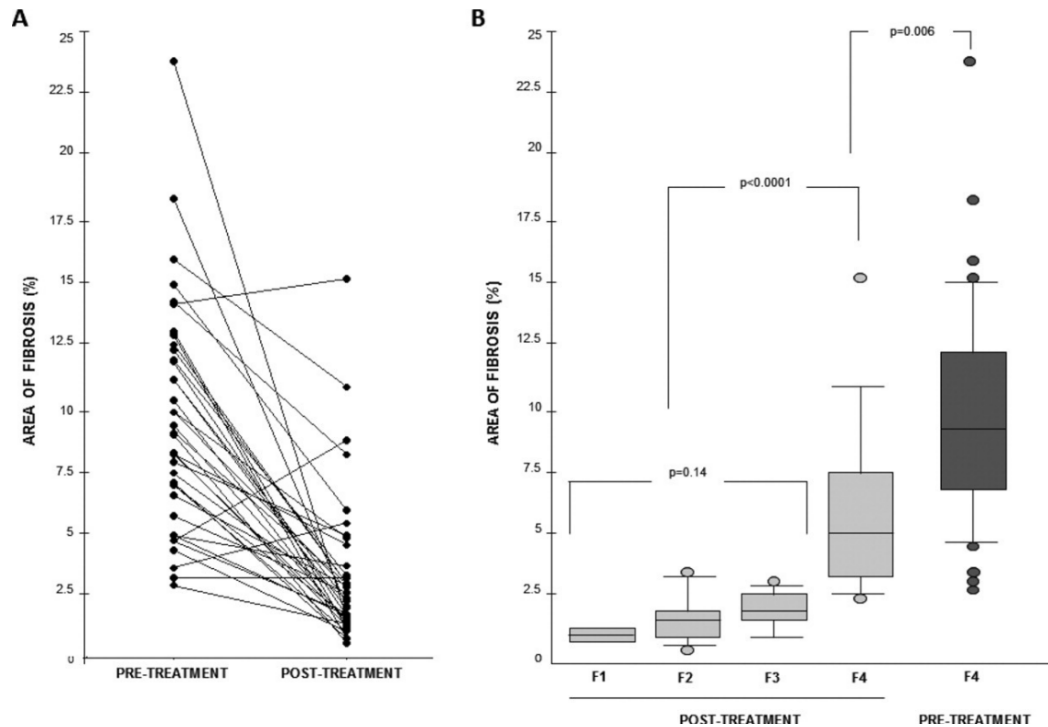 A
25
22.5
20
17.5
15
12.5
10
7.5
5
2.5
0
AREA OF FIBROSIS (%)
PRE-TREATMENT
POST-TREATMENT
B
25
22.5
20
17.5
15
12.5
10
7.5
5
2.5
0
AREA OF FIBROSIS (%)
p=0.006
p<0.0001
p=0.14
F1 F2 F3 F4 F4
POST-TREATMENT PRE-TREATMENT